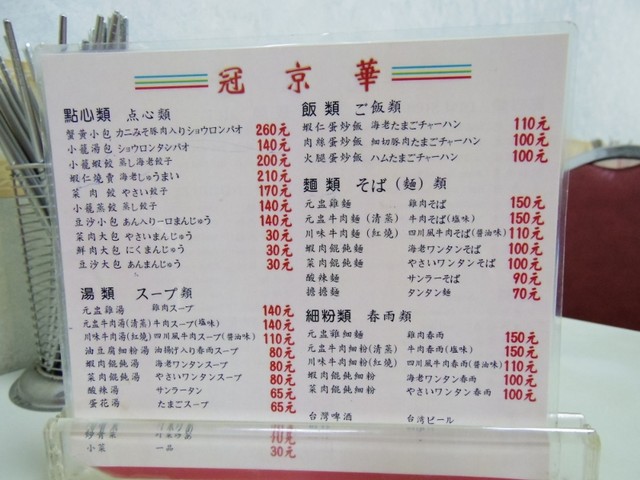 冠京華
點心類 点心類
蟹黃小包 カニみそ豚肉入りショウロンパオ 260元
小籠湯包 ショウロンタンパオ 140元
小籠蝦餃 蒸し海老餃子 200元
蝦仁燒賣 海老しゅうまい 210元
菜肉餃 やさい餃子 170元
小籠蒸餃 蒸し餃子 140元
豆沙小包 あん入り一口まんじゅう 140元
菜肉大包 やさいまんじゅう 30元
鮮肉大包 にくまんじゅう 30元
豆沙大包 あんまんじゅう 30元
湯類 スープ類
元盅雞湯 雞肉スープ 140元
元盅牛肉湯(清蒸) 牛肉スープ(塩味) 140元
川味牛肉湯(紅燒) 四川風牛肉スープ(醤油味) 110元
油豆腐細粉湯 油揚げ入り春雨スープ 80元
蝦肉餛飩湯 海老ワンタンスープ 80元
菜肉餛飩湯 やさいワンタンスープ 80元
酸辣湯 サンラータン 65元
蛋花湯 たまごスープ 65元
小菜 一品 30元
飯類 ご飯類
蝦仁蛋炒飯 海老たまごチャーハン 110元
肉絲蛋炒飯 細切豚肉たまごチャーハン 100元
火腿蛋炒飯 ハムたまごチャーハン 100元
麵類 そば(麵)類
元盅雞麵 雞肉そば 150元
元盅牛肉麵(清蒸) 牛肉そば(塩味) 150元
川味牛肉麵(紅燒) 四川風牛肉そば(醤油味) 110元
蝦肉餛飩麵 海老ワンタンそば 100元
菜肉餛飩麵 やさいワンタンそば 100元
酸辣麵 サンラーそば 90元
擔擔麵 タンタン麵 70元
細粉類 春雨類
元盅雞細麵 雞肉春雨 150元
元盅牛肉細粉(清蒸) 牛肉春雨(塩味) 150元
川味牛肉細粉(紅燒) 四川風牛肉春雨(醤油味) 110元
蝦肉餛飩細粉 海老ワンタン春雨 100元
菜肉餛飩細粉 やさいワンタン春雨 100元
台灣啤酒 台湾ビール